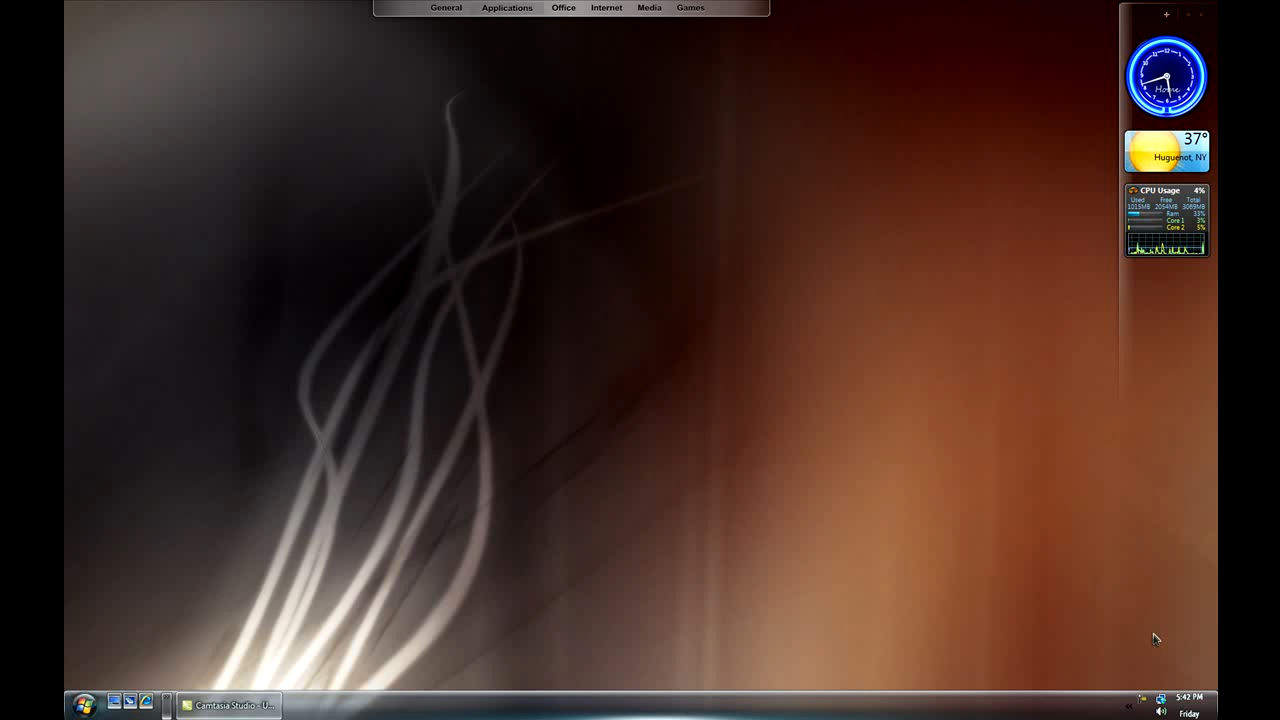 General Applications Office Internet Media Games
Home
37°
Huguenot, NY
CPU Usage 4%
Used Free Total
1015MB 2054MB 3069MB
Ram 33%
Core 1 3%
Core 2 5%
Camtasia Studio - U...
5:42 PM
Friday